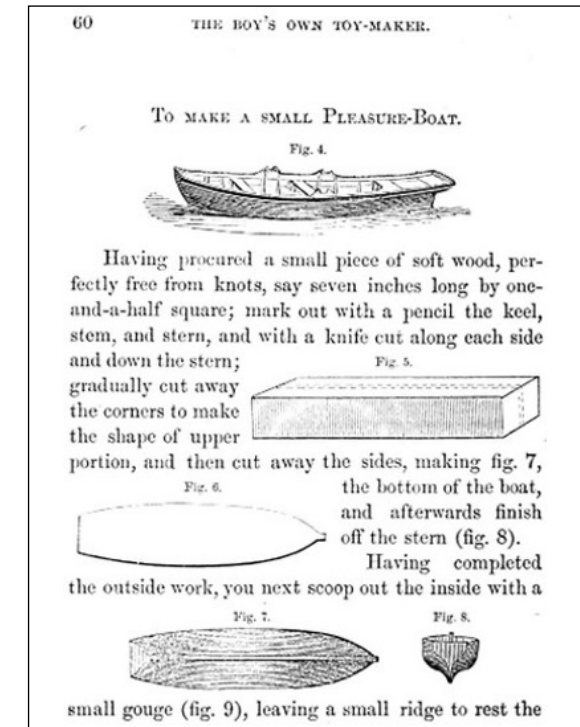 60 THE BOY'S OWN TOY-MAKER.
TO MAKE A SMALL PLEASURE-BOAT.
Fig. 4.
Having procured a small piece of soft wood, per-
fectly free from knots, say seven inches long by one-
and-a-half square; mark out with a pencil the keel,
stem, and stern, and with a knife cut along each side
and down the stern;
gradually cut away
the corners to make
the shape of upper
Fig. 5.
portion, and then cut away the sides, making fig. 7,
Fig. 6.
the bottom of the boat,
and afterwards finish
off the stern (fig. 8).
Having completed
the outside work, you next scoop out the inside with a
Fig. 7. Fig. 8.
small gouge (fig. 9), leaving a small ridge to rest the